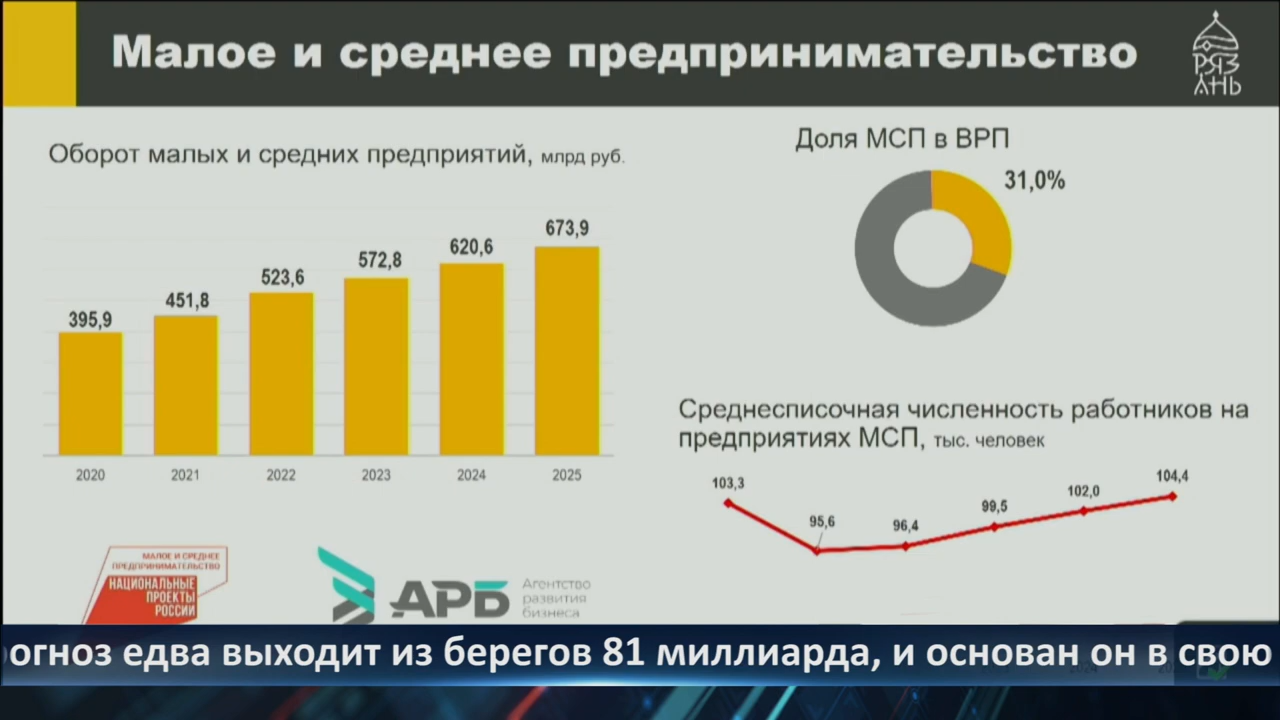 Малое и среднее предпринимательство
РЯЗ
АНЬ
Оборот малых и средних предприятий, млрд руб.
395,9
451,8
523,6
572,8
620,6
673,9
2020
2021
2022
2023
2024
2025
Доля МСП в ВРП
31,0%
Среднесписочная численность работников на
предприятиях МСП, тыс. человек
103,3
95,6
96,4
99,5
102,0
104,4
МАЛОЕ И СРЕДНЕЕ
ПРЕДПРИНИМАТЕЛЬСТВО
НАЦИОНАЛЬНЫЕ
ПРОЕКТЫ
РОССИИ
АРБ
Агентство
развития
бизнеса
огноз едва выходит из берегов 81 миллиарда, и основан он в свою